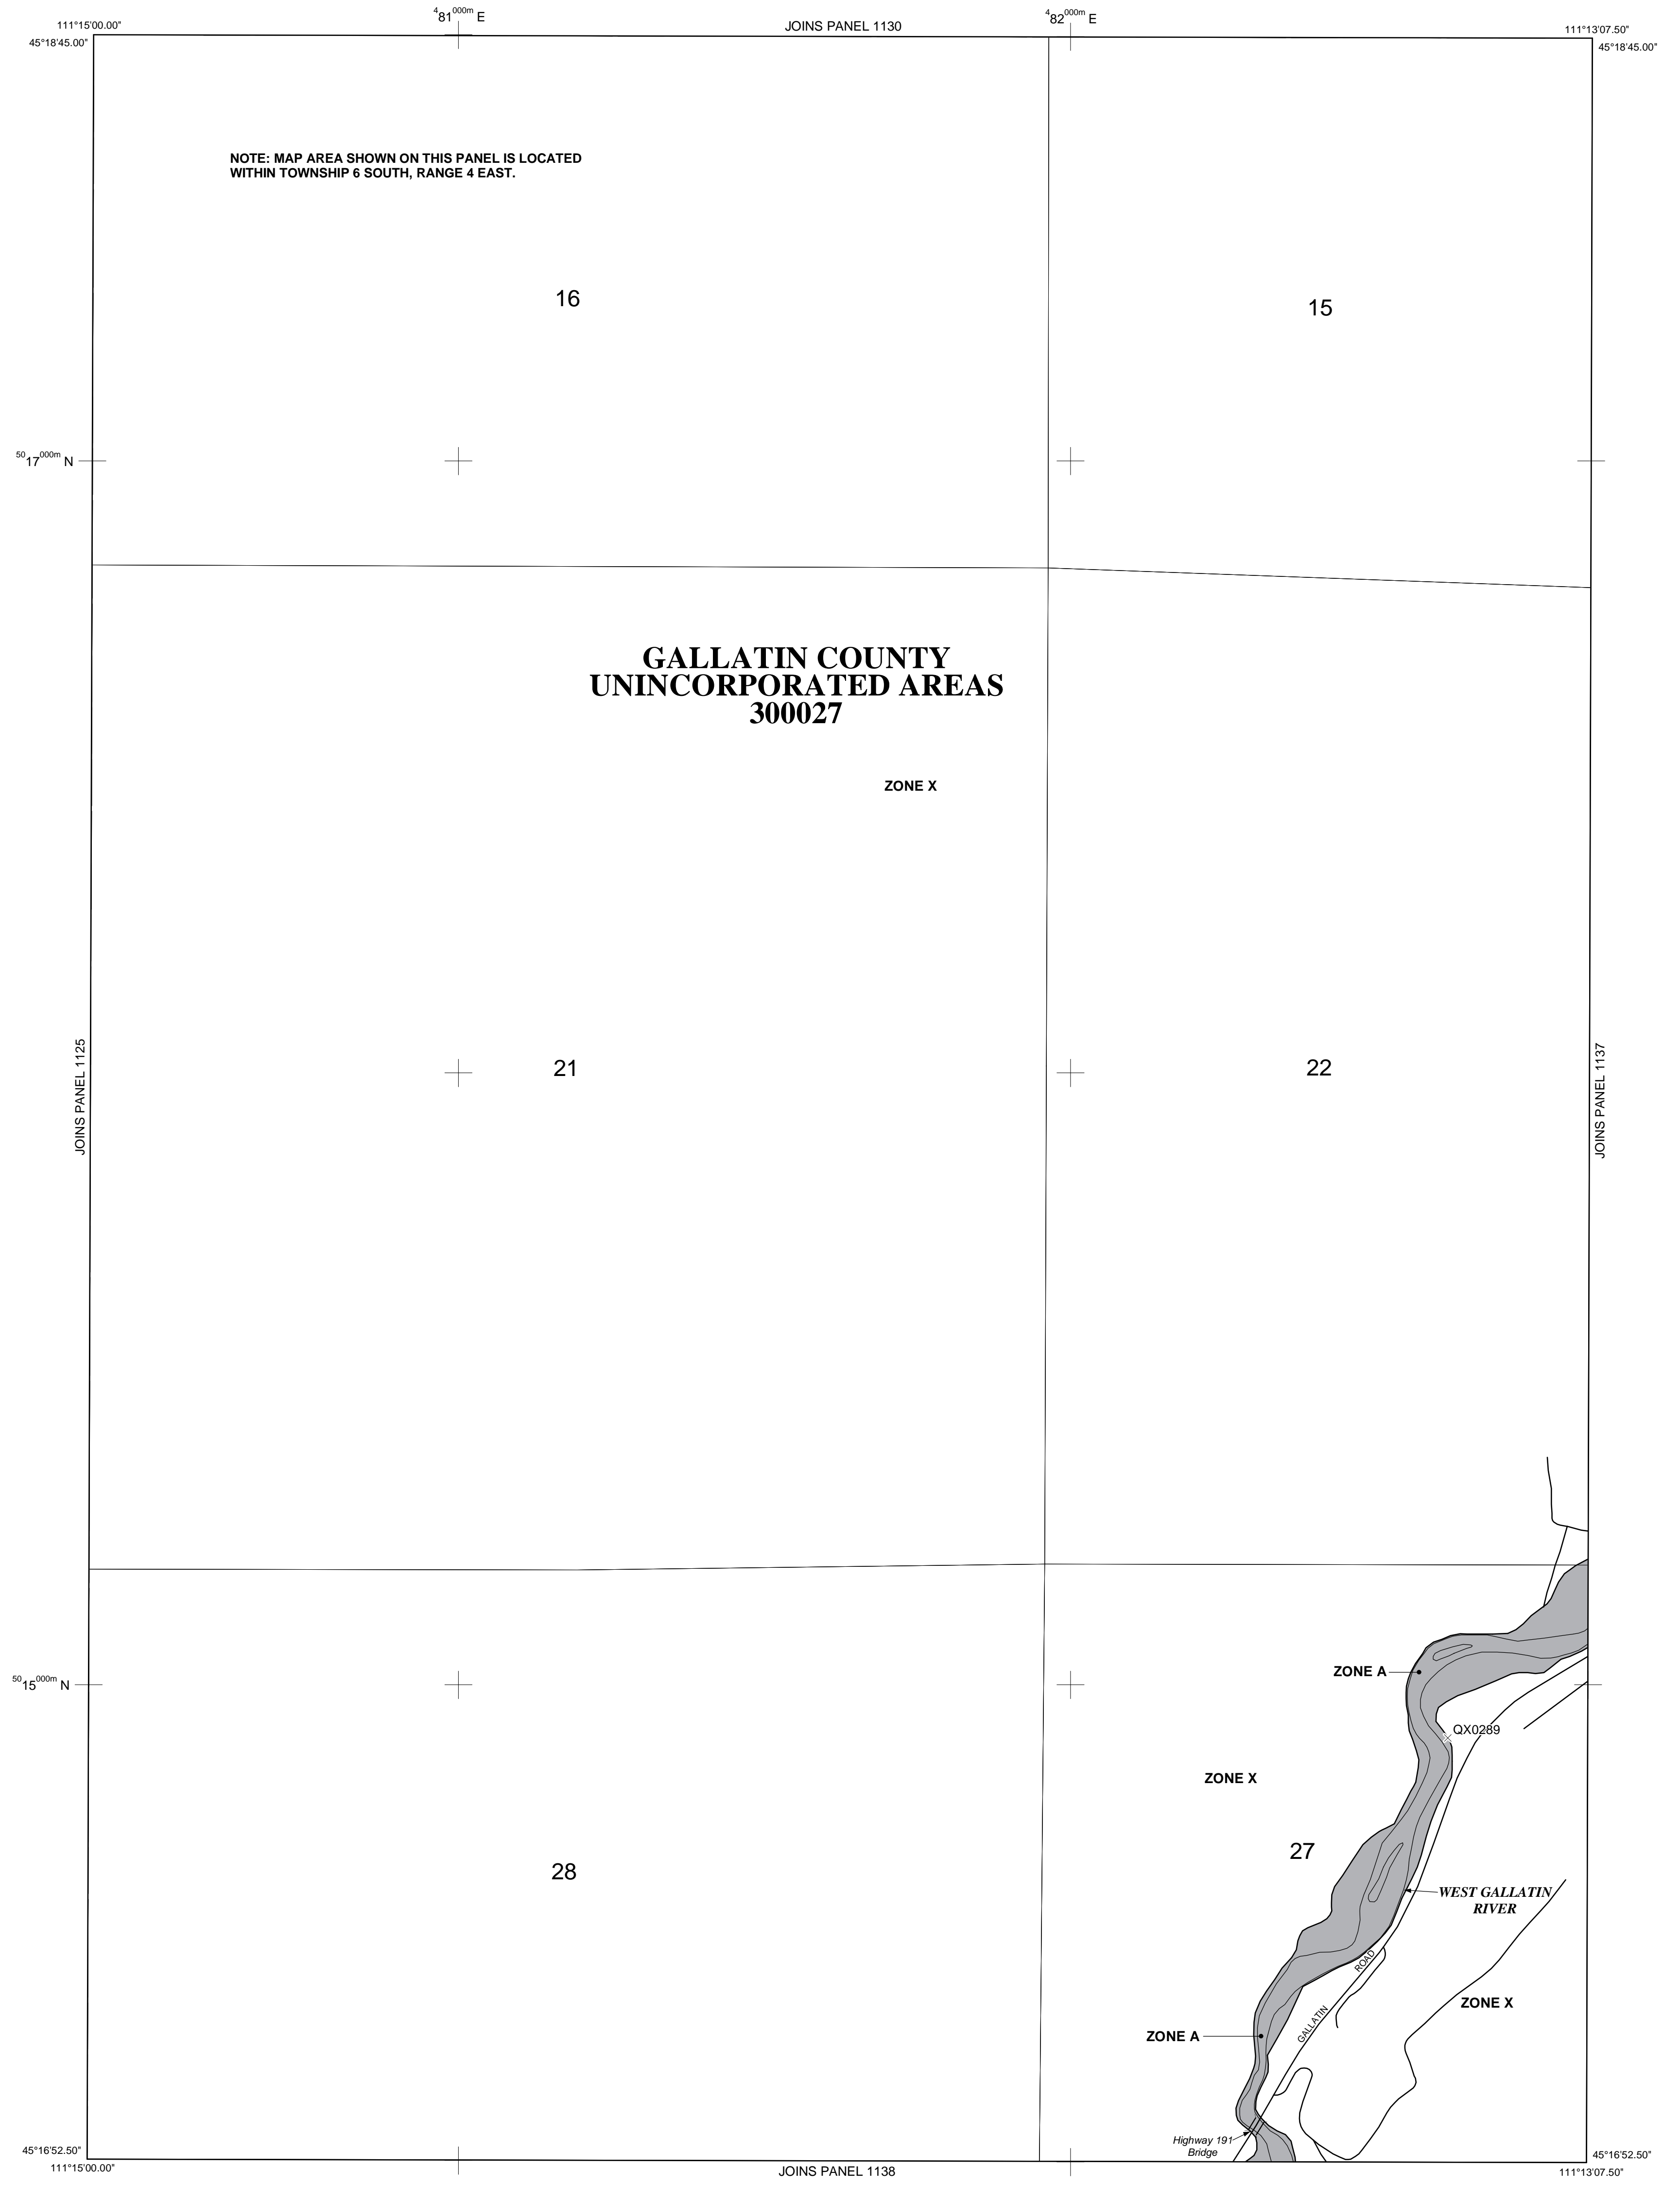 481000m E
JOINS PANEL 1130
482000m E
111°15'00.00"
111°13'07.50"
45°18'45.00"
45°18'45.00"
NOTE: MAP AREA SHOWN ON THIS PANEL IS LOCATED
WITHIN TOWNSHIP 6 SOUTH, RANGE 4 EAST.
16
15
5017000m N
GALLATIN COUNTY
UNINCORPORATED AREAS
300027
ZONE X
JOINS PANEL 1125
21
22
JOINS PANEL 1137
ZONE A
5015000m N
QX0289
ZONE X
27
28
WEST GALLATIN
RIVER
GALLATIN ROAD
ZONE X
ZONE A
Highway 191
Bridge
45°16'52.50"
45°16'52.50"
111°15'00.00"
JOINS PANEL 1138
111°13'07.50"